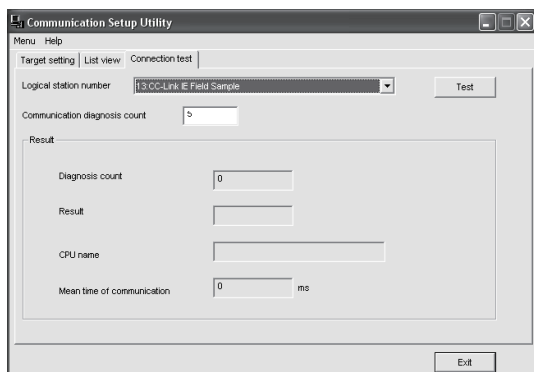 Communication Setup Utility
Menu Help
Target setting List view Connection test
Logical station number 13:CC-Link IE Field Sample Test
Communication diagnosis count 5
Result
Diagnosis count 0
Result
CPU name
Mean time of communication 0 ms
Exit